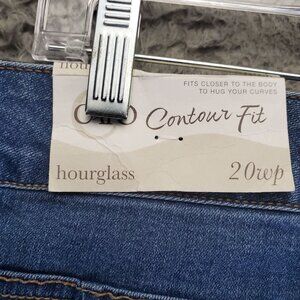 FITS CLOSER TO THE BODY
TO HUG YOUR CURVES
Contour Fit
hourglass
20wp